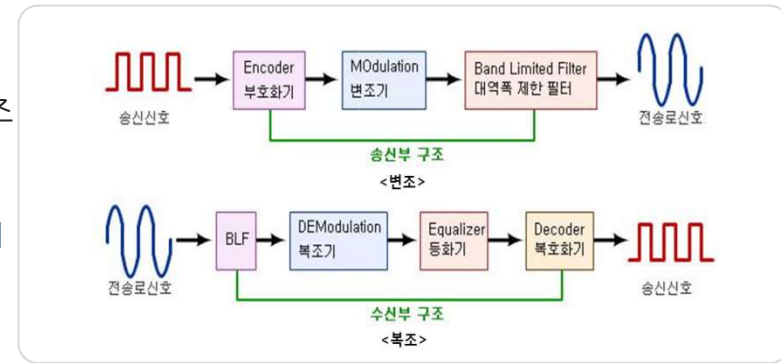 Encoder
부호화기
MOdulation
변조기
Band Limited Filter
대역폭 제한 필터
송신신호
전송로신호
송신부 구조
<변조>
BLF
DEModulation
복조기
Equalizer
등화기
Decoder
복호화기
전송로신호
송신신호
수신부 구조
<복조>